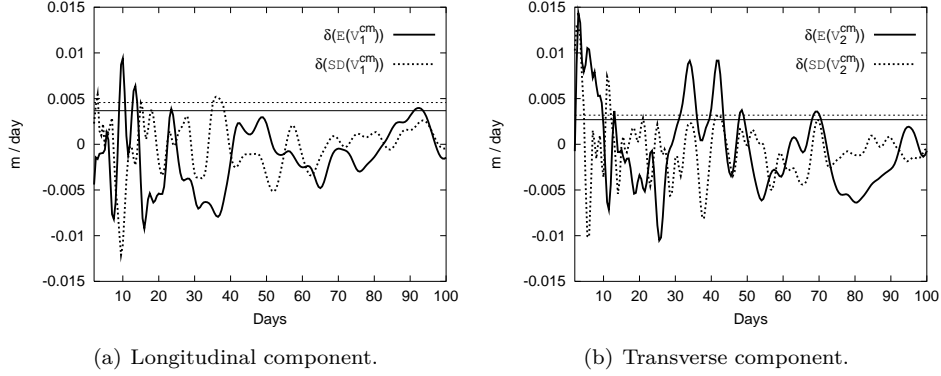 0.015
0.01
0.005
0
-0.005
-0.01
-0.015
m / day
10 20 30 40 50 60 70 80 90 100
Days
δ(E(V₁ᶜᵐ))
δ(SD(V₁ᶜᵐ))
(a) Longitudinal component.
0.015
0.01
0.005
0
-0.005
-0.01
-0.015
m / day
10 20 30 40 50 60 70 80 90 100
Days
δ(E(V₂ᶜᵐ))
δ(SD(V₂ᶜᵐ))
(b) Transverse component.